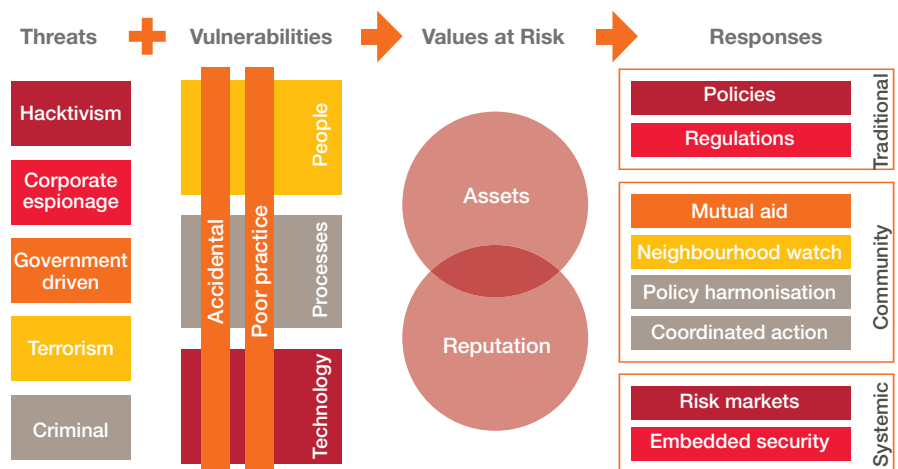 Threats
Vulnerabilities
Values at Risk
Responses
Hacktivism
Corporate
espionage
Government
driven
Terrorism
Criminal
People
Processes
Technology
Accidental
Poor practice
Assets
Reputation
Policies
Regulations
Traditional
Mutual aid
Neighbourhood watch
Policy harmonisation
Coordinated action
Community
Risk markets
Embedded security
Systemic